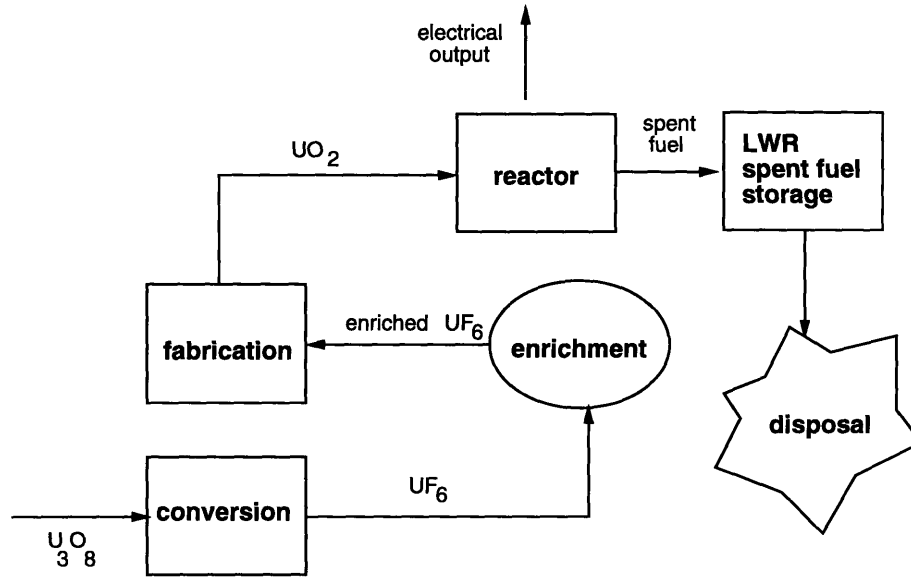 electrical
output
spent
fuel
UO2
reactor
LWR
spent fuel
storage
enriched UF6
fabrication
enrichment
disposal
UF6
conversion
U3O8